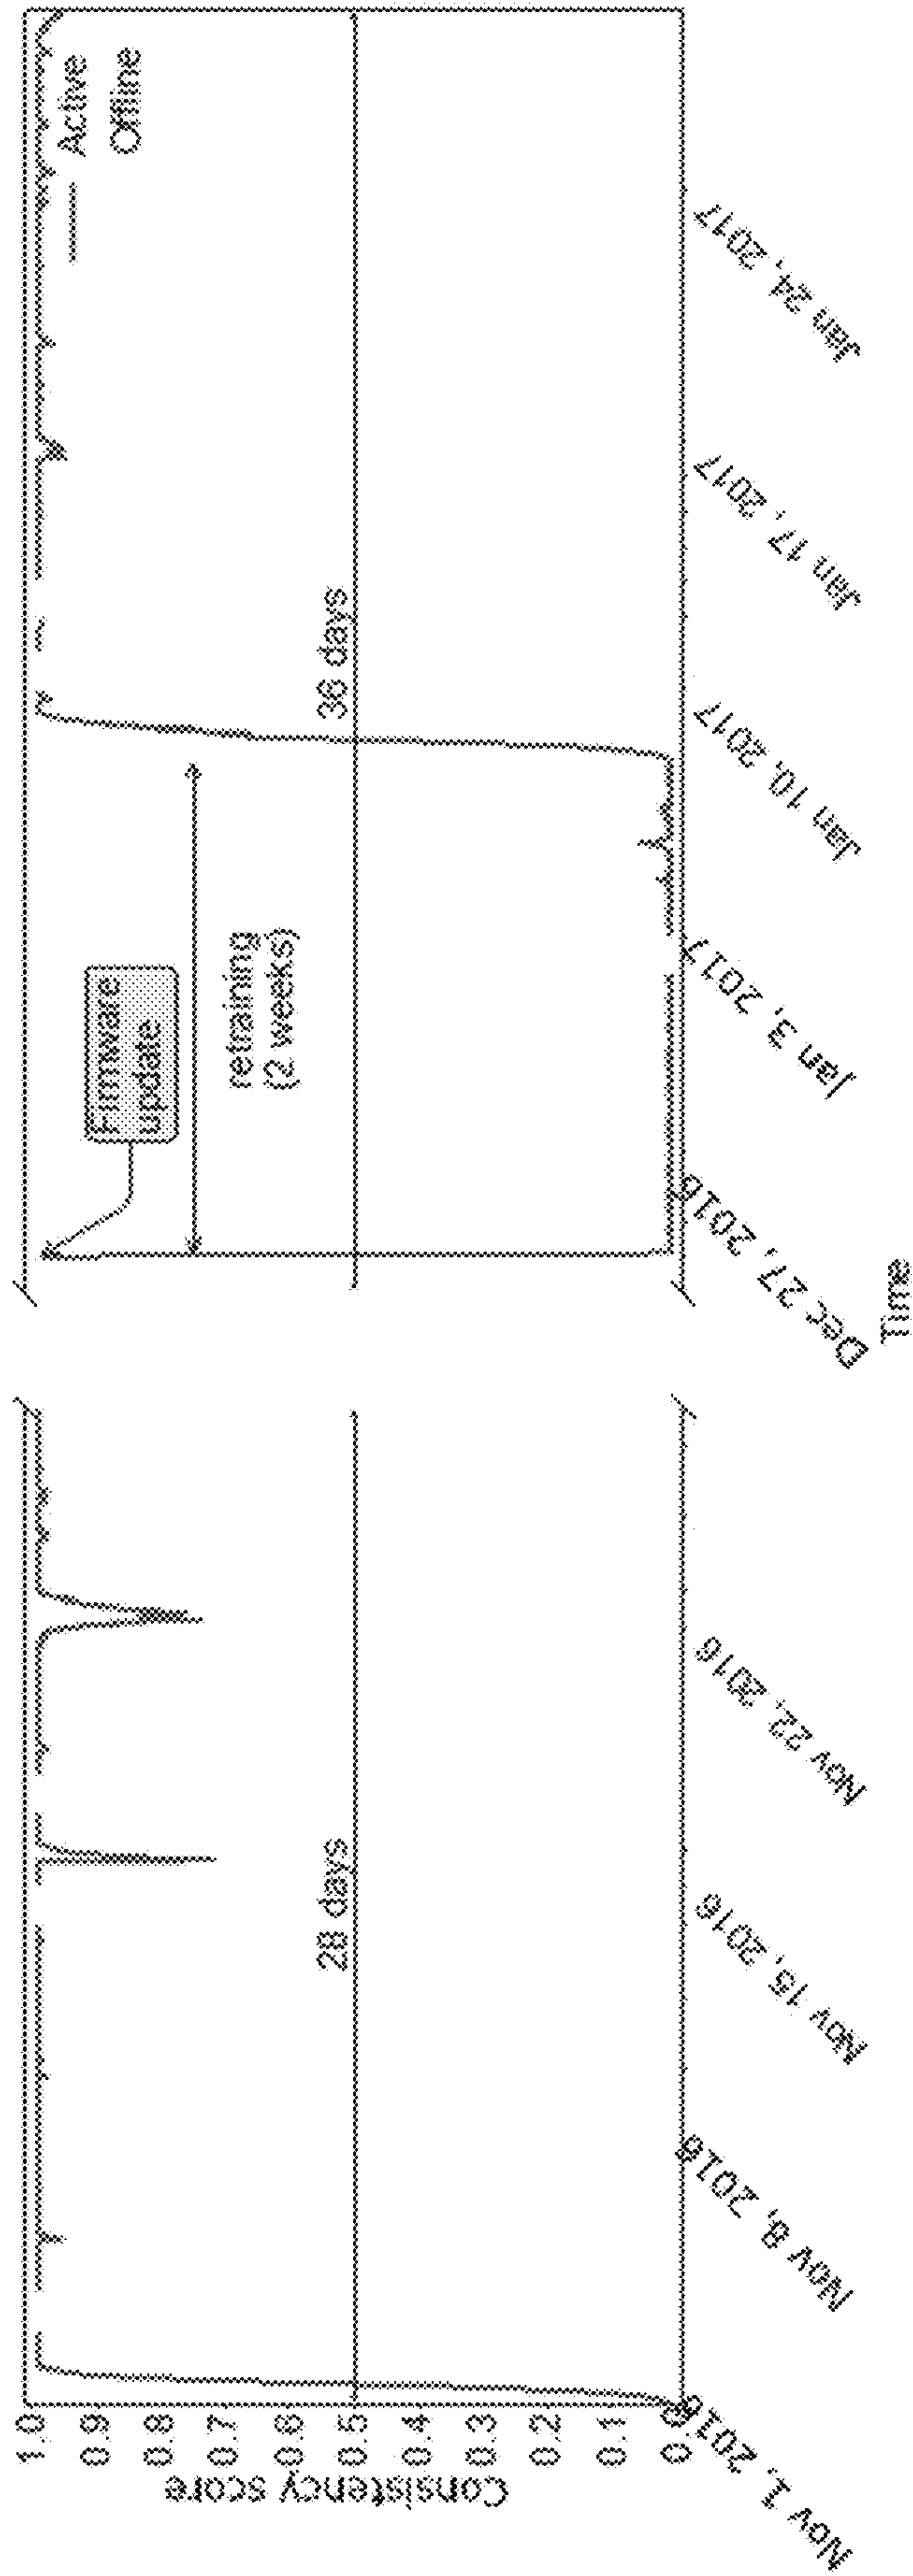 Consistency score
1.0
0.9
0.8
0.7
0.6
0.5
0.4
0.3
0.2
0.1
0.0
28 days
Firmware
update
retraining
(2 weeks)
36 days
Active
Offline
Nov 1, 2016
Nov 8, 2016
Nov 15, 2016
Nov 22, 2016
Dec 27, 2016
Jan 3, 2017
Jan 10, 2017
Jan 17, 2017
Jan 24, 2017
Time